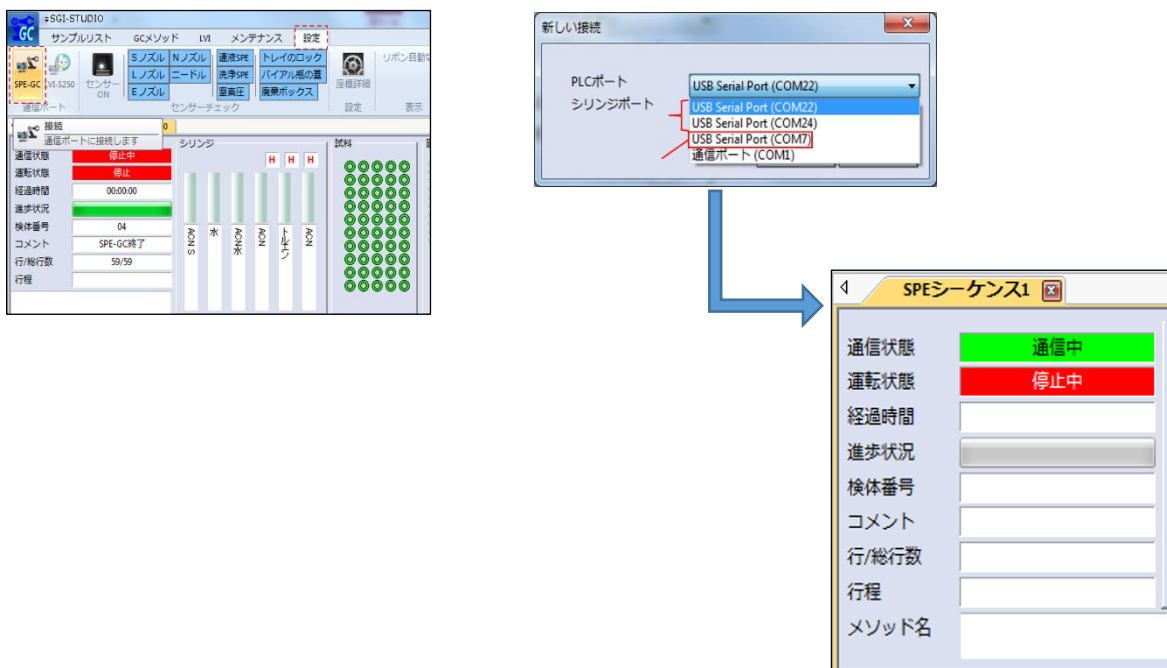 SGI-STUDIO
GC
サンプルリスト GCメソッド LVI メンテナンス 設定
Sノズル Nノズル 通液SPE トレイのロック リボン自動
Lノズル ニードル 洗浄SPE バイアル瓶の蓋
Eノズル 窒素圧 廃棄ボックス
SPE-GC LVI-S250 センサーON 座標詳細
通信ポート センサーチェック 設定 表示
接続
通信ポートに接続します
通信状態 停止中
運転状態 停止
経過時間 00:00:00
進歩状況
検体番号 04
コメント SPE-GC終了
行/総行数 59/59
行程
シリンジ
H H H
ACN S
水
ACN水
ACN
トルエン
ACN
試料
新しい接続
PLCポート USB Serial Port (COM22)
シリンジポート
USB Serial Port (COM22)
USB Serial Port (COM24)
USB Serial Port (COM7)
通信ポート (COM1)
SPEシーケンス1
通信状態 通信中
運転状態 停止中
経過時間
進歩状況
検体番号
コメント
行/総行数
行程
メソッド名